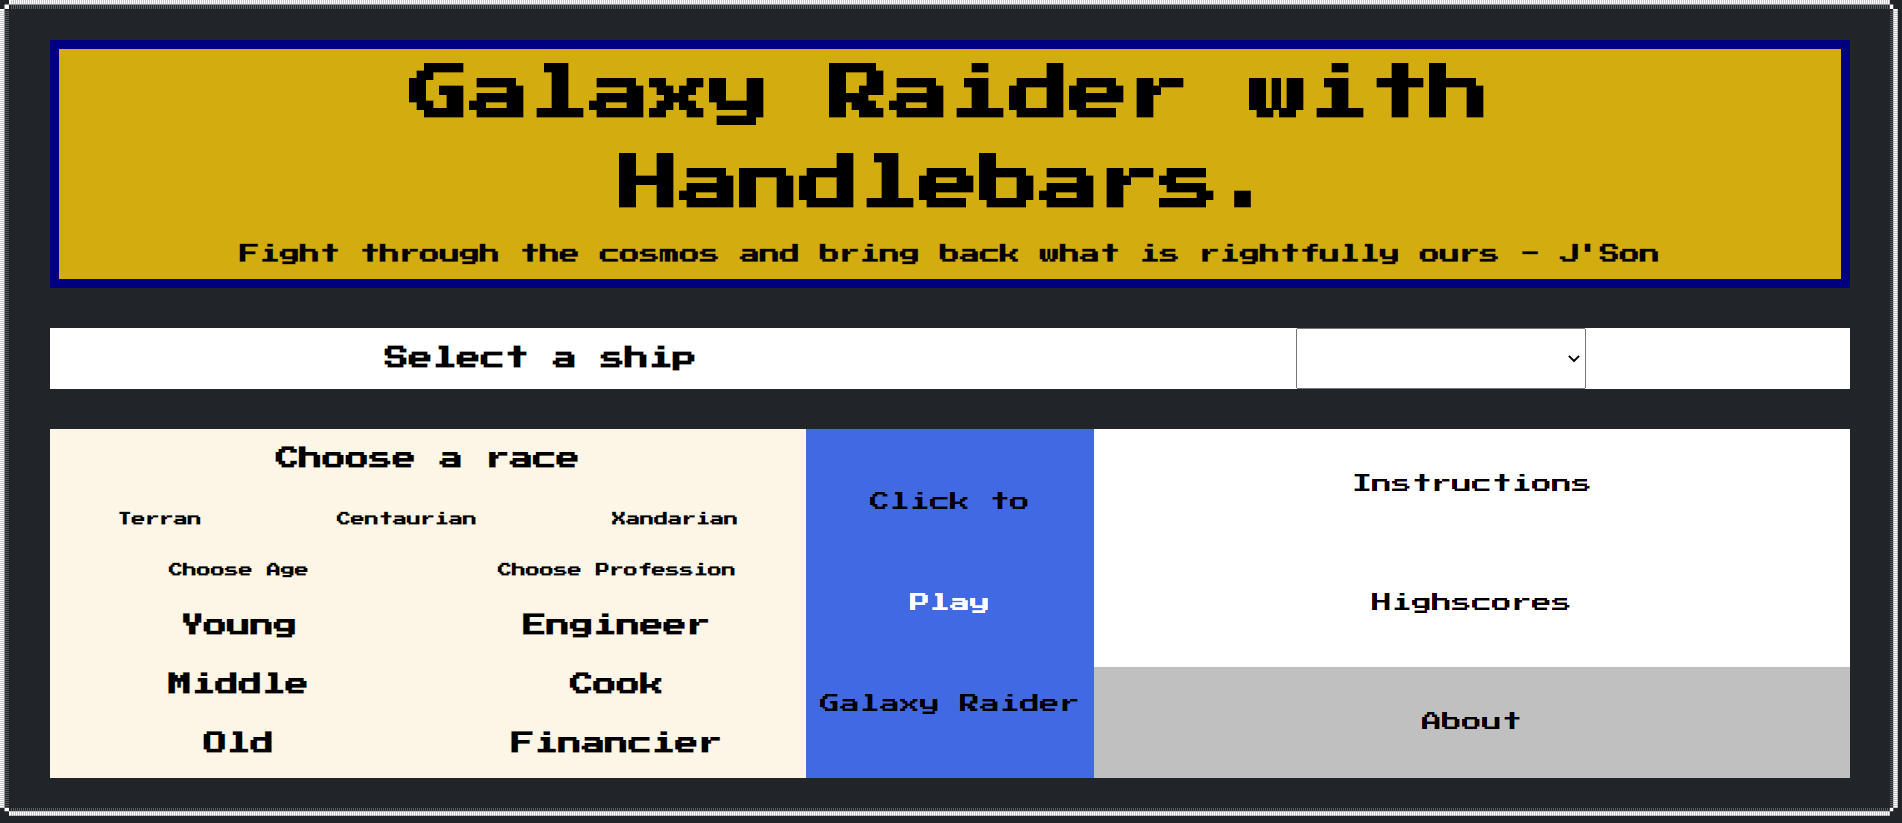 Galaxy Raider with
Handlebars.
Fight through the cosmos and bring back what is rightfully ours - J'Son
Select a ship
Choose a race
Terran Centaurian Xandarian
Choose Age Choose Profession
Young Engineer
Middle Cook
Old Financier
Click to
Play
Galaxy Raider
Instructions
Highscores
About